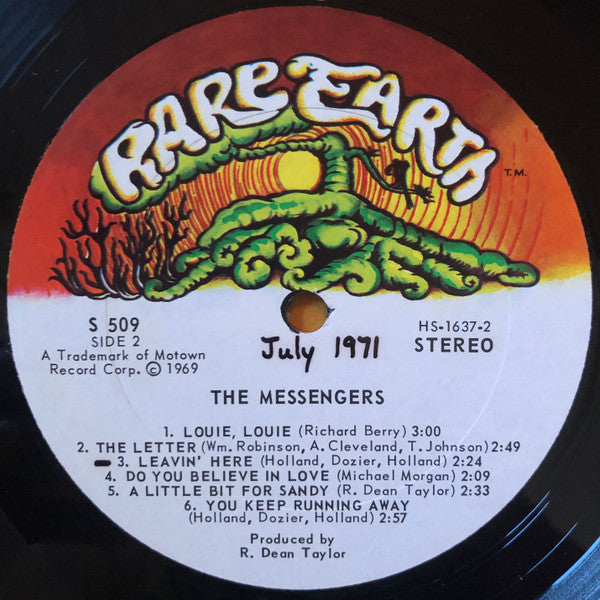 RARE EARTH
T.M.
S 509
SIDE 2
A Trademark of Motown
Record Corp. © 1969
July 1971
HS-1637-2
STEREO
THE MESSENGERS
1. LOUIE, LOUIE (Richard Berry) 3:00
2. THE LETTER (Wm. Robinson, A. Cleveland, T. Johnson) 2:49
3. LEAVIN' HERE (Holland, Dozier, Holland) 2:24
4. DO YOU BELIEVE IN LOVE (Michael Morgan) 2:09
5. A LITTLE BIT FOR SANDY (R. Dean Taylor) 2:33
6. YOU KEEP RUNNING AWAY
(Holland, Dozier, Holland) 2:57
Produced by
R. Dean Taylor